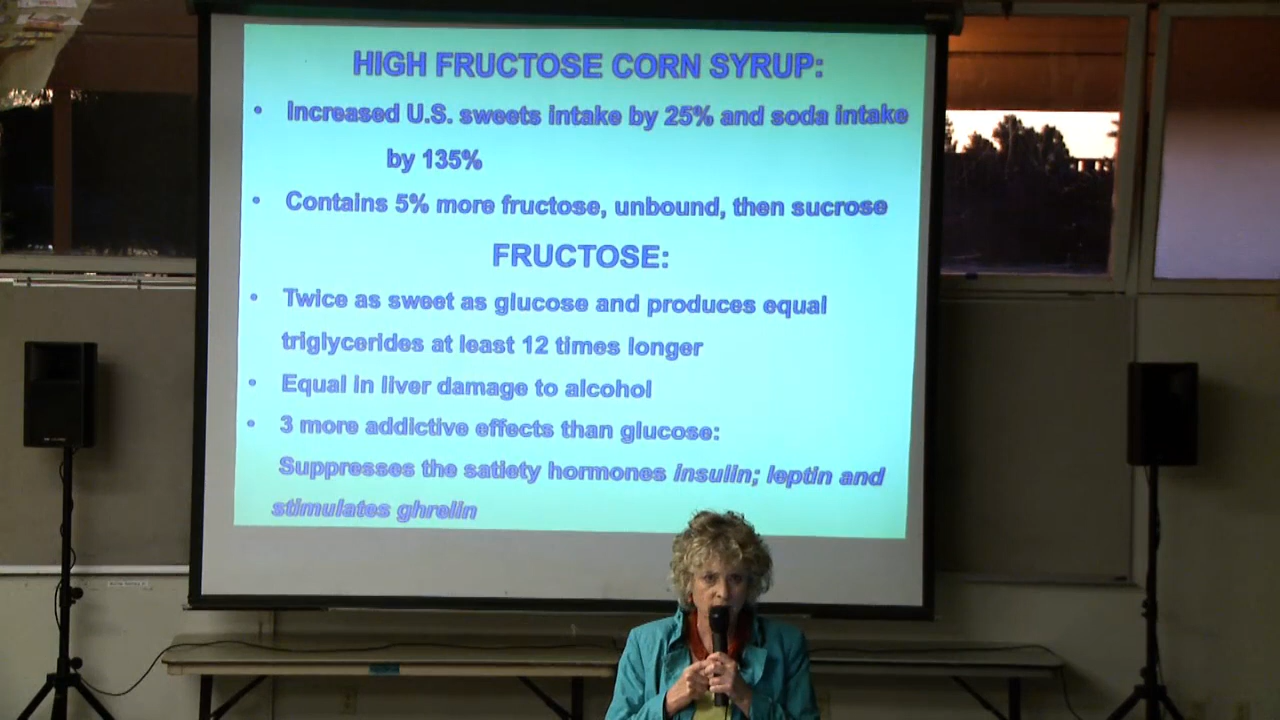 HIGH FRUCTOSE CORN SYRUP:
• Increased U.S. sweets intake by 25% and soda intake
by 135%
• Contains 5% more fructose, unbound, then sucrose
FRUCTOSE:
• Twice as sweet as glucose and produces equal
triglycerides at least 12 times longer
• Equal in liver damage to alcohol
• 3 more addictive effects than glucose:
Suppresses the satiety hormones insulin; leptin and
stimulates ghrelin